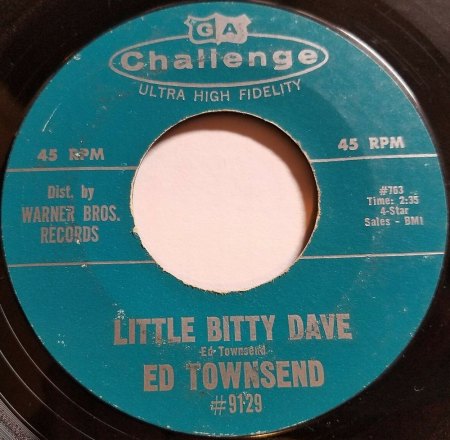 GA
Challenge
ULTRA HIGH FIDELITY
45 RPM
45 RPM
Dist. by
WARNER BROS.
RECORDS
#763
Time: 2:35
4-Star
Sales - BMI
LITTLE BITTY DAVE
-Ed Townsend-
ED TOWNSEND
#9129